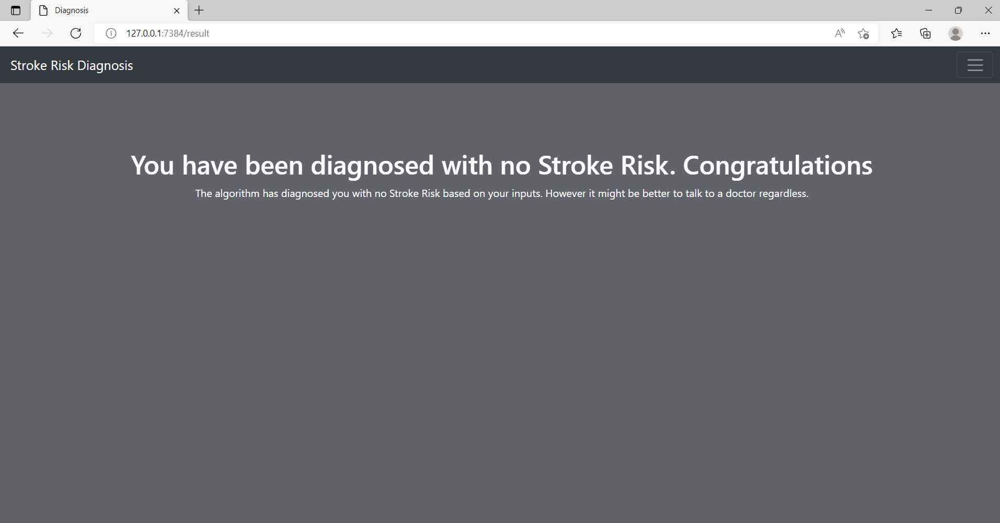 Diagnosis
127.0.0.1:7384/result
Stroke Risk Diagnosis
You have been diagnosed with no Stroke Risk. Congratulations
The algorithm has diagnosed you with no Stroke Risk based on your inputs. However it might be better to talk to a doctor regardless.